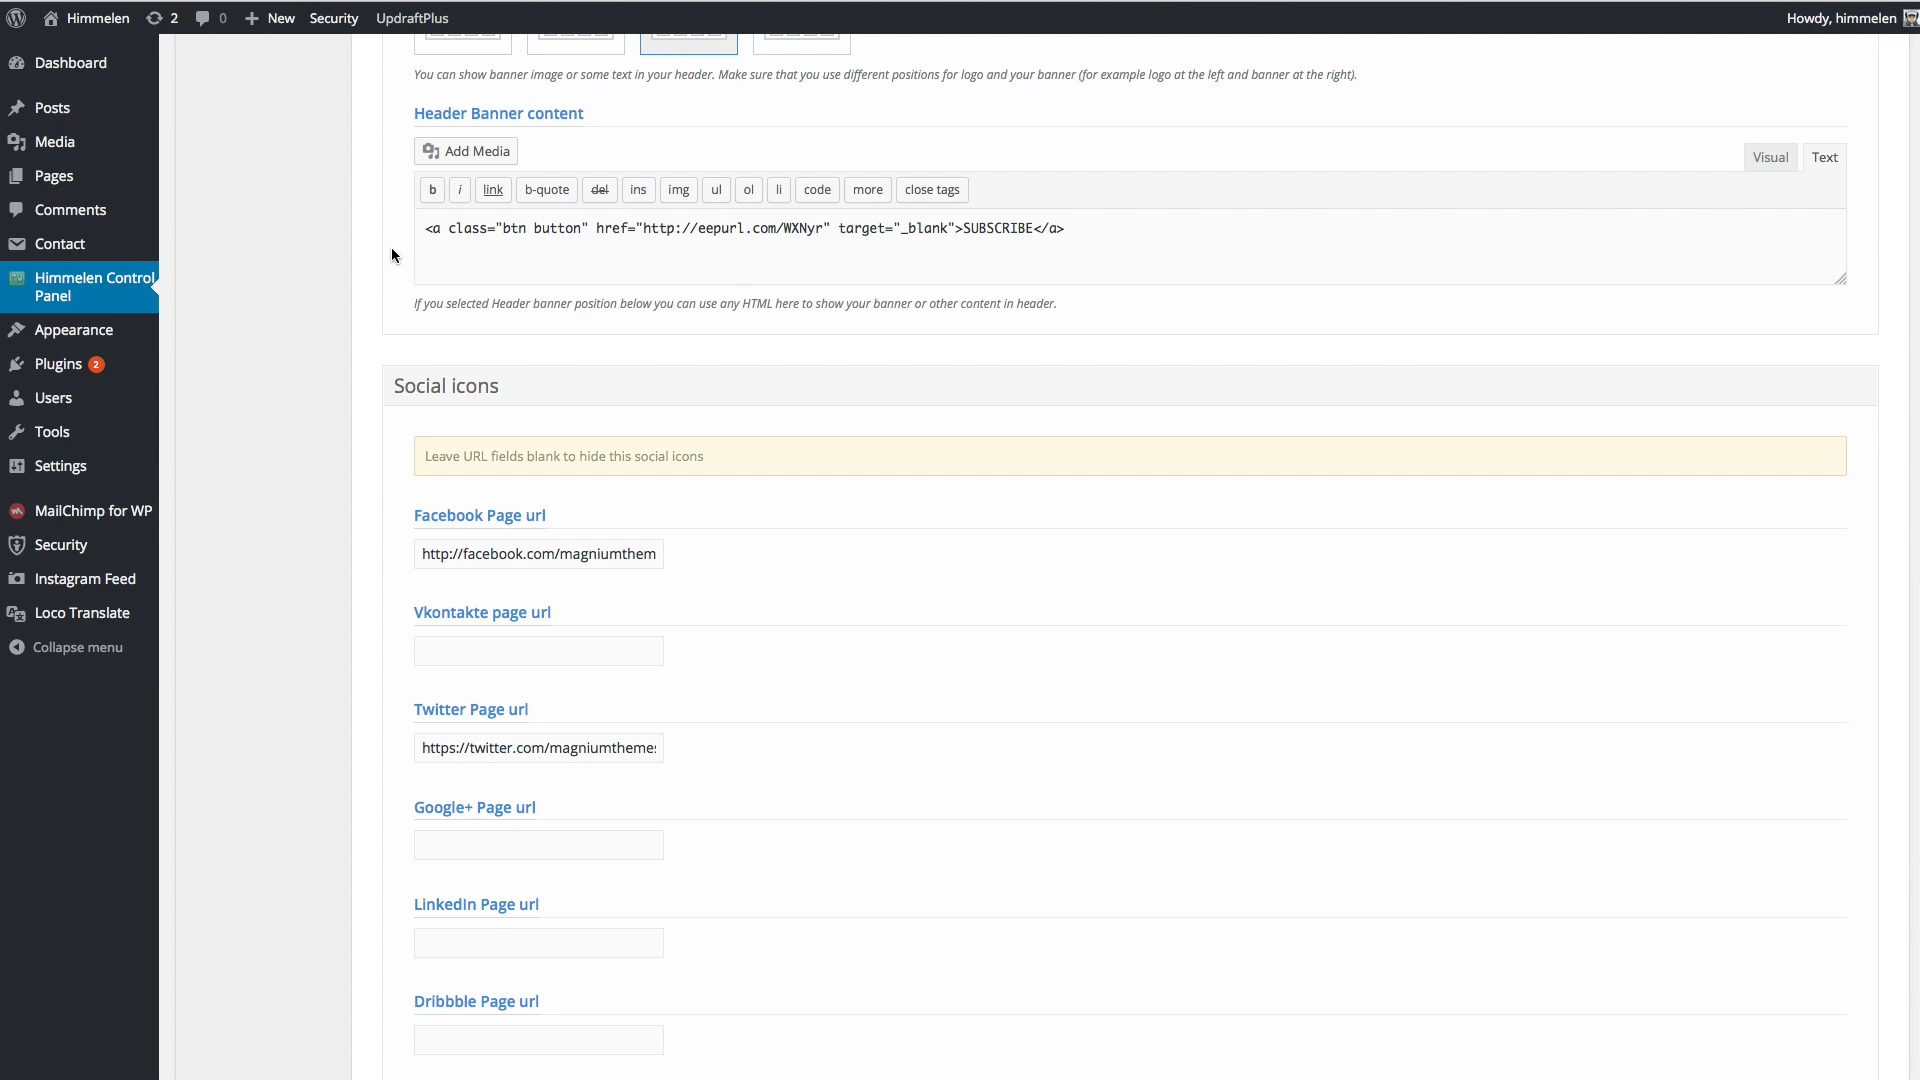 Himmelen 2 0 New Security UpdraftPlus Howdy, himmelen
Dashboard
Posts
Media
Pages
Comments
Contact
Himmelen Control
Panel
Appearance
Plugins 2
Users
Tools
Settings
MailChimp for WP
Security
Instagram Feed
Loco Translate
Collapse menu
You can show banner image or some text in your header. Make sure that you use different positions for logo and your banner (for example logo at the left and banner at the right).
Header Banner content
Add Media
Visual Text
b i link b-quote del ins img ul ol li code more close tags
<a class="btn button" href="http://eepurl.com/WXNyr" target="_blank">SUBSCRIBE</a>
If you selected Header banner position below you can use any HTML here to show your banner or other content in header.
Social icons
Leave URL fields blank to hide this social icons
Facebook Page url
http://facebook.com/magniumthem
Vkontakte page url
Twitter Page url
https://twitter.com/magniumthemes
Google+ Page url
LinkedIn Page url
Dribbble Page url